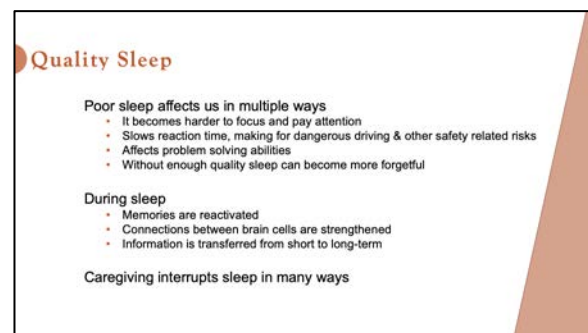 Quality Sleep
Poor sleep affects us in multiple ways
• It becomes harder to focus and pay attention
• Slows reaction time, making for dangerous driving & other safety related risks
• Affects problem solving abilities
• Without enough quality sleep can become more forgetful
During sleep
• Memories are reactivated
• Connections between brain cells are strengthened
• Information is transferred from short to long-term
Caregiving interrupts sleep in many ways